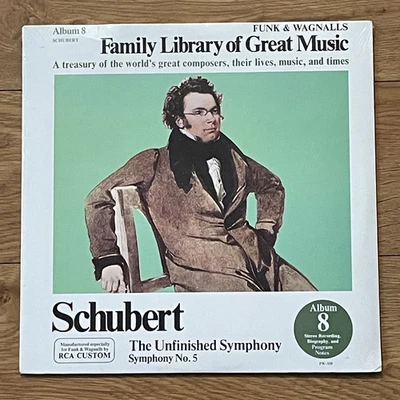 Album 8
SCHUBERT
FUNK & WAGNALLS
Family Library of Great Music
A treasury of the world's great composers, their lives, music, and times
Schubert
The Unfinished Symphony
Symphony No. 5
Manufactured especially
for Funk & Wagnalls by
RCA CUSTOM
Album
8
Stereo Recording,
Biography, and
Program
Notes